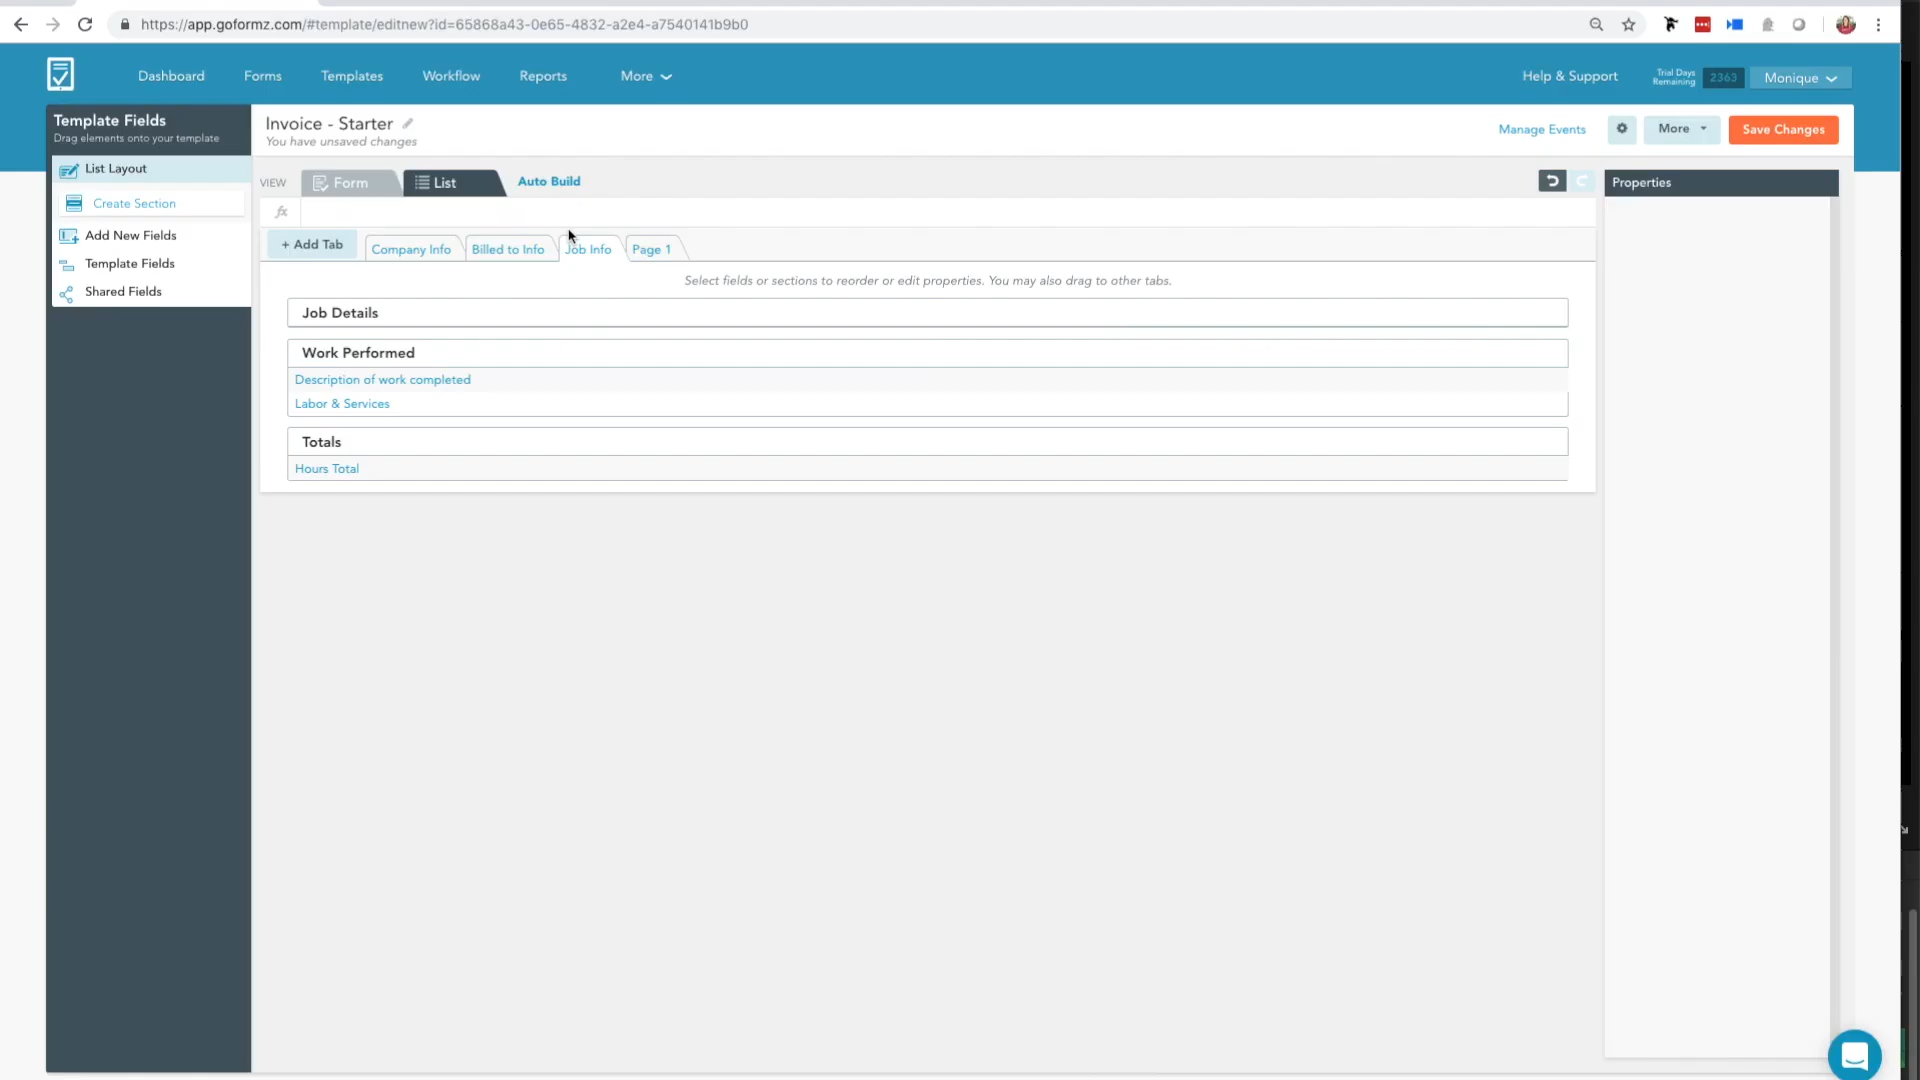 https://app.goformz.com/#template/editnew?id=65868a43-0e65-4832-a2e4-a7540141b9b0
Dashboard
Forms
Templates
Workflow
Reports
More
Help & Support
Trial Days
Remaining
2363
Monique
Template Fields
Drag elements onto your template
List Layout
Create Section
Add New Fields
Template Fields
Shared Fields
Invoice - Starter
You have unsaved changes
Manage Events
More
Save Changes
VIEW
Form
List
Auto Build
fx
+ Add Tab
Company Info
Billed to Info
Job Info
Page 1
Select fields or sections to reorder or edit properties. You may also drag to other tabs.
Job Details
Work Performed
Description of work completed
Labor & Services
Totals
Hours Total
Properties